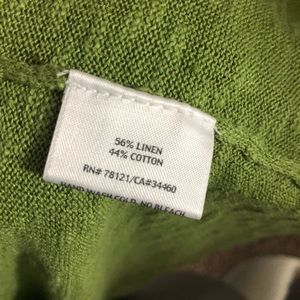 56% LINEN
44% COTTON
RN# 78121/CA#34460
HAND WASH COLD, NO BLEACH